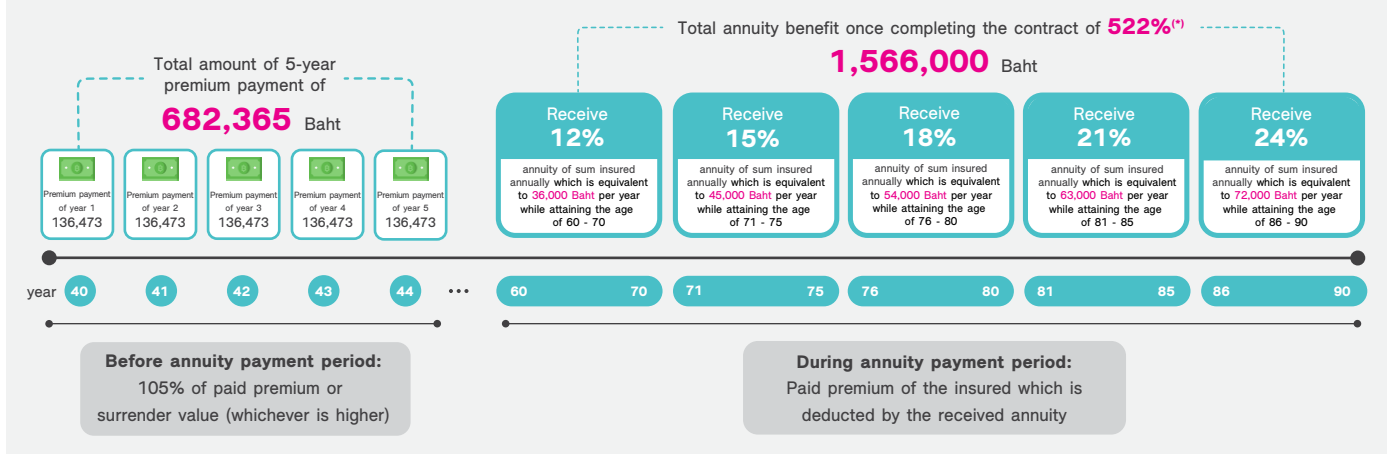 Total amount of 5-year
premium payment of
682,365 Baht
Premium payment
of year 1
136,473
Premium payment
of year 2
136,473
Premium payment
of year 3
136,473
Premium payment
of year 4
136,473
Premium payment
of year 5
136,473
Total annuity benefit once completing the contract of 522%(*)
1,566,000 Baht
Receive
12%
annuity of sum insured
annually which is equivalent
to 36,000 Baht per year
while attaining the age
of 60 - 70
Receive
15%
annuity of sum insured
annually which is equivalent
to 45,000 Baht per year
while attaining the age
of 71 - 75
Receive
18%
annuity of sum insured
annually which is equivalent
to 54,000 Baht per year
while attaining the age
of 76 - 80
Receive
21%
annuity of sum insured
annually which is equivalent
to 63,000 Baht per year
while attaining the age
of 81 - 85
Receive
24%
annuity of sum insured
annually which is equivalent
to 72,000 Baht per year
while attaining the age
of 86 - 90
year 40 41 42 43 44 ... 60 70 71 75 76 80 81 85 86 90
Before annuity payment period:
105% of paid premium or
surrender value (whichever is higher)
During annuity payment period:
Paid premium of the insured which is
deducted by the received annuity